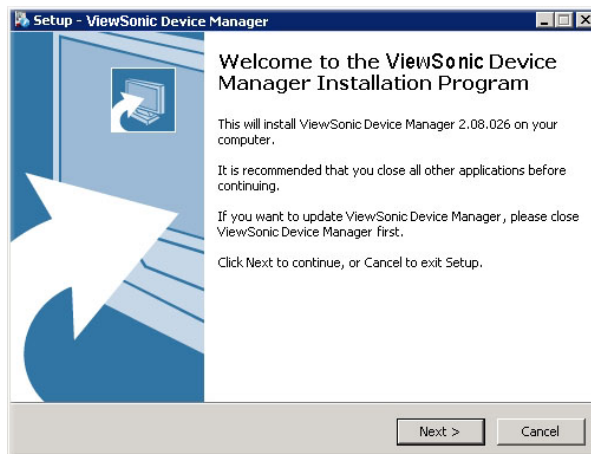 Setup - ViewSonic Device Manager
Welcome to the ViewSonic Device
Manager Installation Program
This will install ViewSonic Device Manager 2.08.026 on your
computer.
It is recommended that you close all other applications before
continuing.
If you want to update ViewSonic Device Manager, please close
ViewSonic Device Manager first.
Click Next to continue, or Cancel to exit Setup.
Next >
Cancel